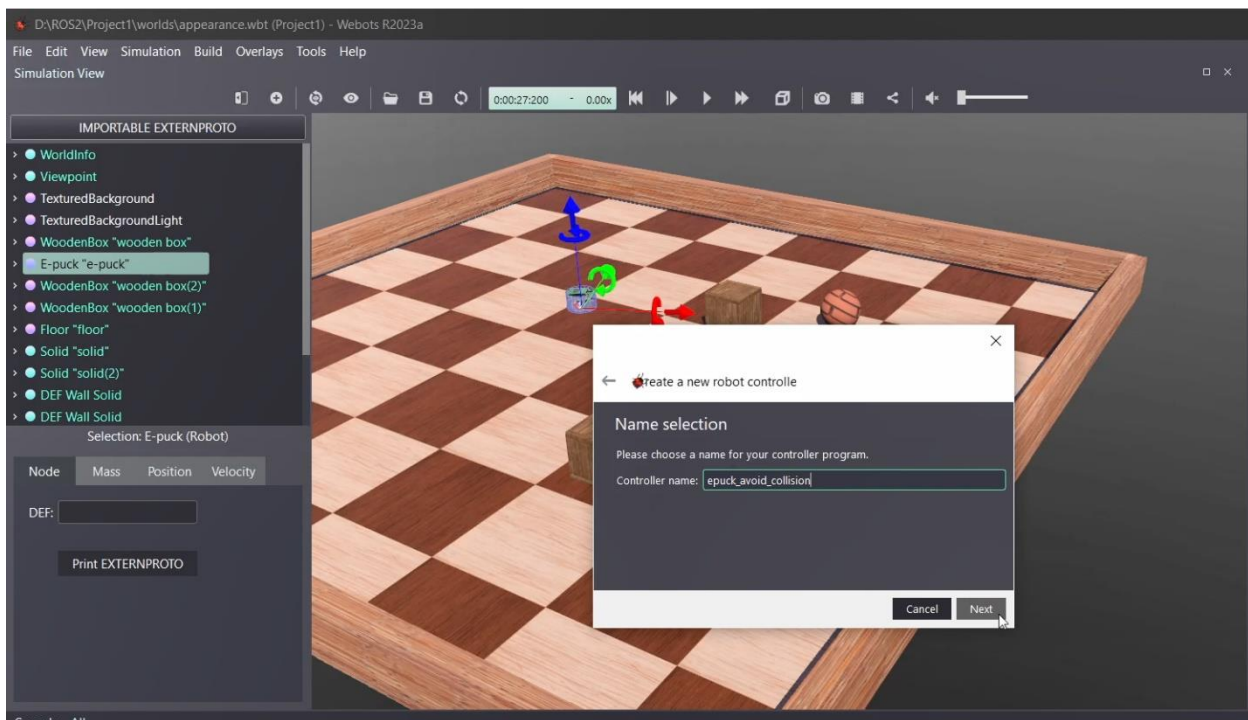 D:\ROS2\Project1\worlds\appearance.wbt (Project1) - Webots R2023a
File Edit View Simulation Build Overlays Tools Help
Simulation View
0:00:27:200 - 0.00x
IMPORTABLE EXTERNPROTO
WorldInfo
Viewpoint
TexturedBackground
TexturedBackgroundLight
WoodenBox "wooden box"
E-puck "e-puck"
WoodenBox "wooden box(2)"
WoodenBox "wooden box(1)"
Floor "floor"
Solid "solid"
Solid "solid(2)"
DEF Wall Solid
DEF Wall Solid
Selection: E-puck (Robot)
Node Mass Position Velocity
DEF:
Print EXTERNPROTO
reate a new robot controlle
Name selection
Please choose a name for your controller program.
Controller name: epuck_avoid_collision
Cancel Next